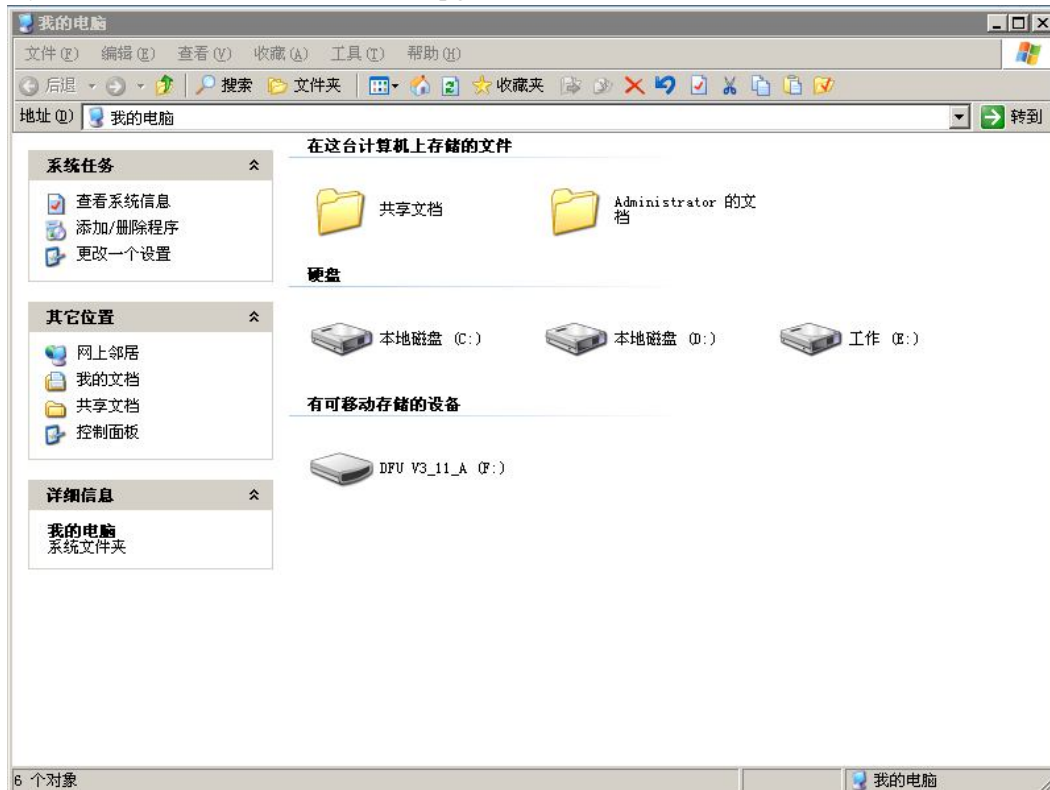 我的电脑
文件(F) 编辑(E) 查看(V) 收藏(A) 工具(T) 帮助(H)
后退 搜索 文件夹 收藏夹
地址(D) 我的电脑 转到
系统任务
查看系统信息
添加/删除程序
更改一个设置
其它位置
网上邻居
我的文档
共享文档
控制面板
详细信息
我的电脑
系统文件夹
在这台计算机上存储的文件
共享文档
Administrator 的文
档
硬盘
本地磁盘 (C:) 本地磁盘 (D:) 工作 (E:)
有可移动存储的设备
DFU V3_11_A (F:)
6 个对象 我的电脑